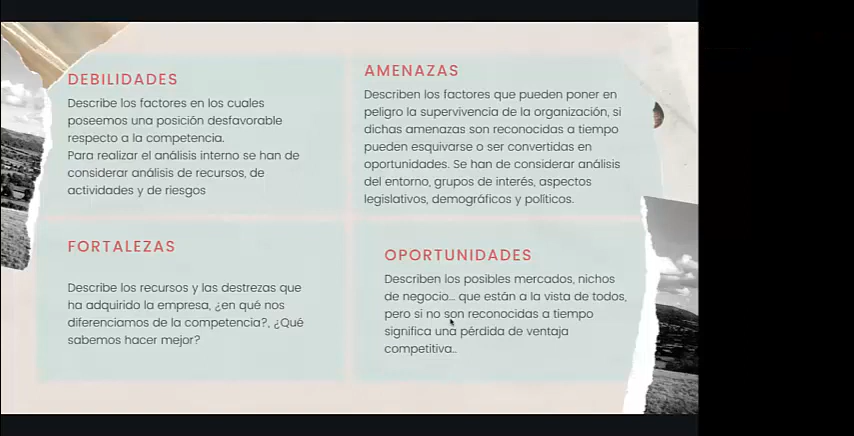 DEBILIDADES
Describe los factores en los cuales
poseemos una posición desfavorable
respecto a la competencia.
Para realizar el análisis interno se han de
considerar análisis de recursos, de
actividades y de riesgos
AMENAZAS
Describen los factores que pueden poner en
peligro la supervivencia de la organización, si
dichas amenazas son reconocidas a tiempo
pueden esquivarse o ser convertidas en
oportunidades. Se han de considerar análisis
del entorno, grupos de interés, aspectos
legislativos, demográficos y políticos.
FORTALEZAS
Describe los recursos y las destrezas que
ha adquirido la empresa, ¿en qué nos
diferenciamos de la competencia?, ¿Qué
sabemos hacer mejor?
OPORTUNIDADES
Describen los posibles mercados, nichos
de negocio... que están a la vista de todos,
pero si no son reconocidas a tiempo
significa una pérdida de ventaja
competitiva..